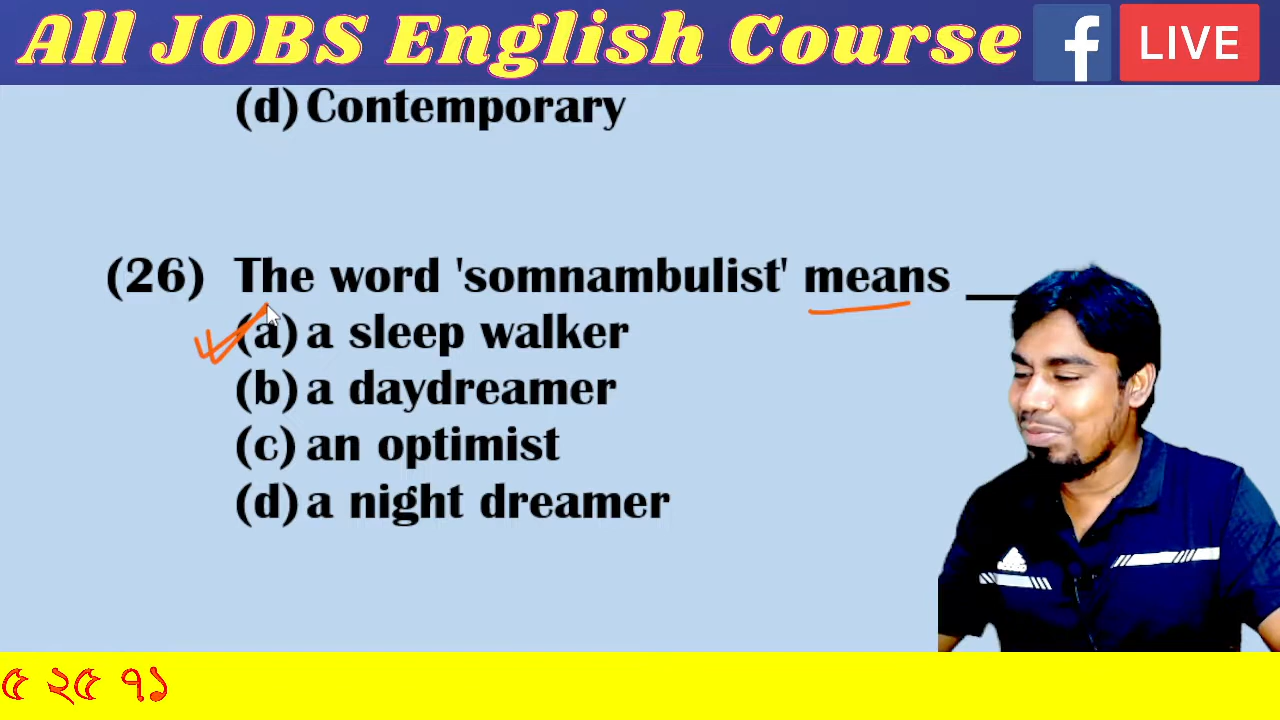 All JOBS English Course f LIVE
(d) Contemporary
(26) The word 'somnambulist' means ___
(a) a sleep walker
(b) a daydreamer
(c) an optimist
(d) a night dreamer
৫ ২৫ ৭১